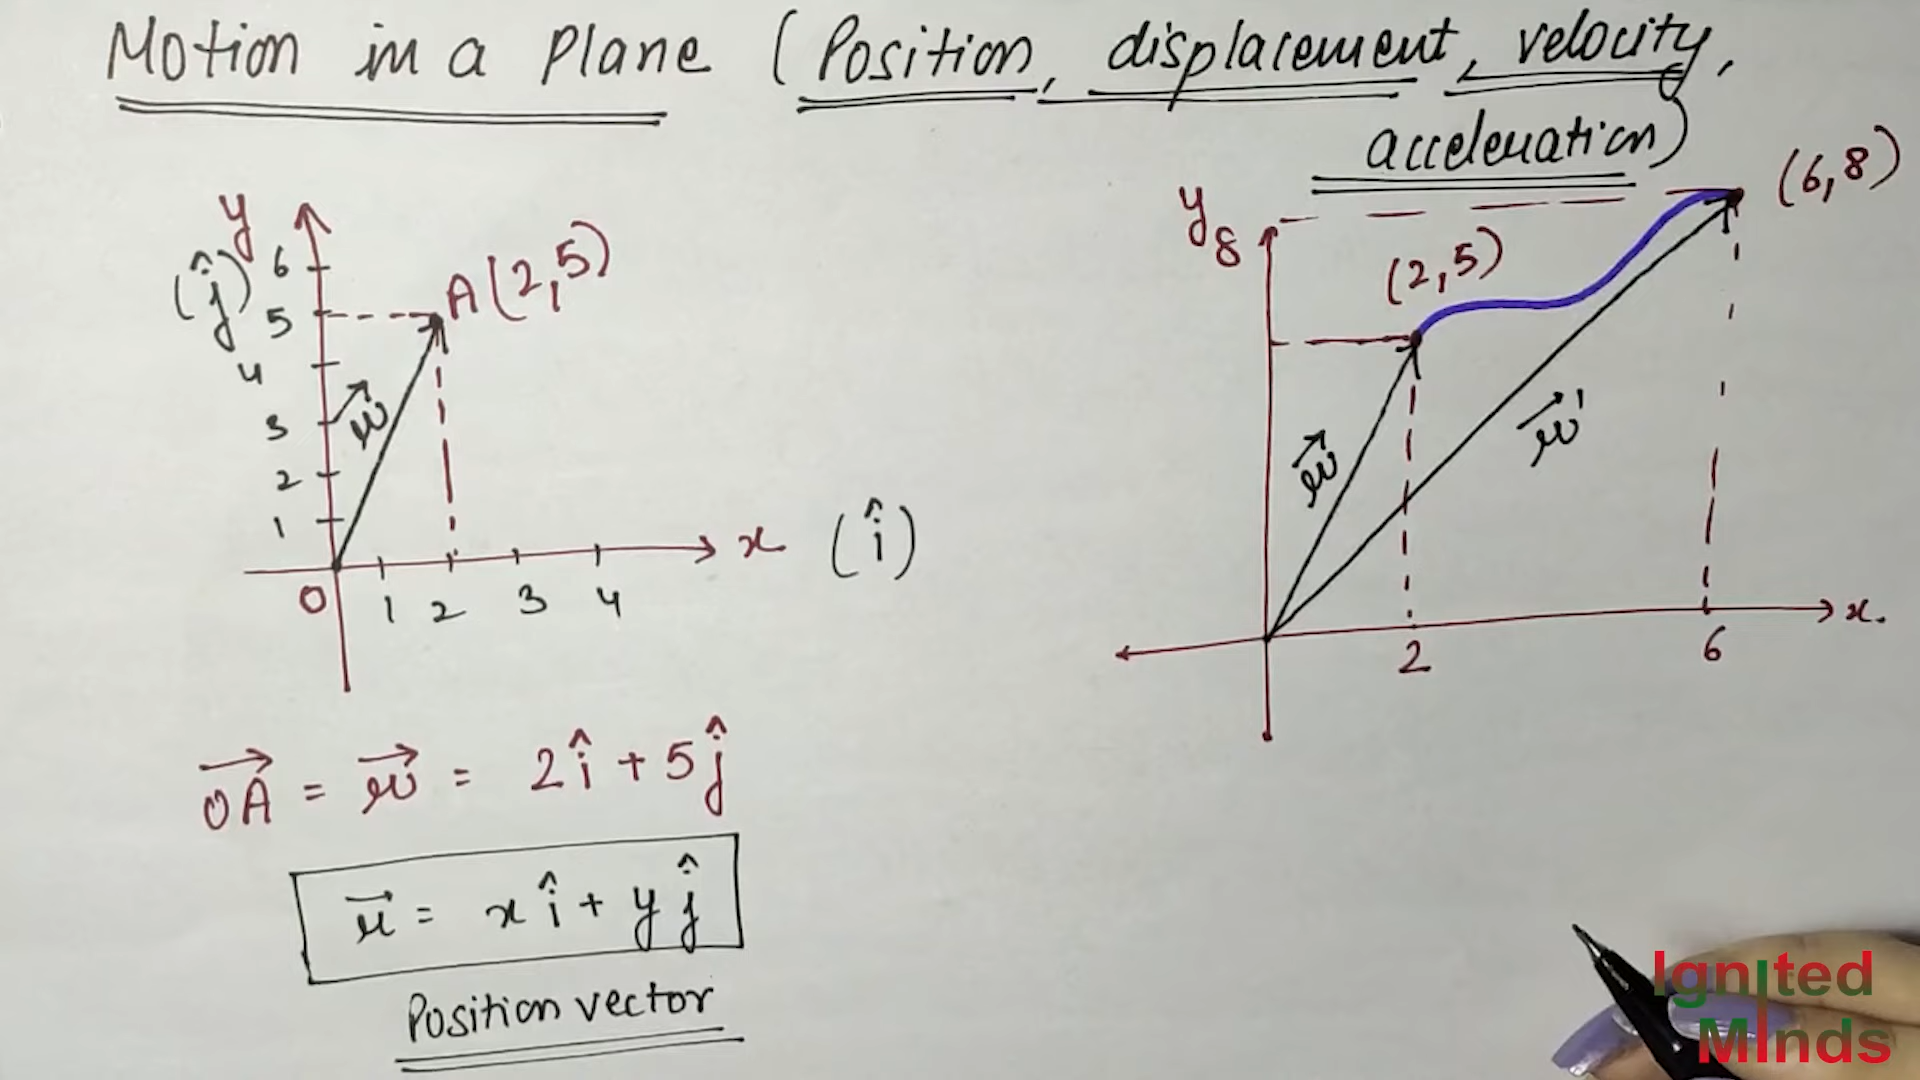 Motion in a plane (Position, displacement, velocity,
acceleration)
y
(ĵ)
6
5
4
3
2
1
A(2,5)
r⃗
O
1 2 3 4
x (î)
y
8
(6,8)
(2,5)
r⃗
r⃗'
2
6
x.
OA⃗ = r⃗ = 2î + 5ĵ
r⃗ = xî + yĵ
Position vector
Ignited
Minds